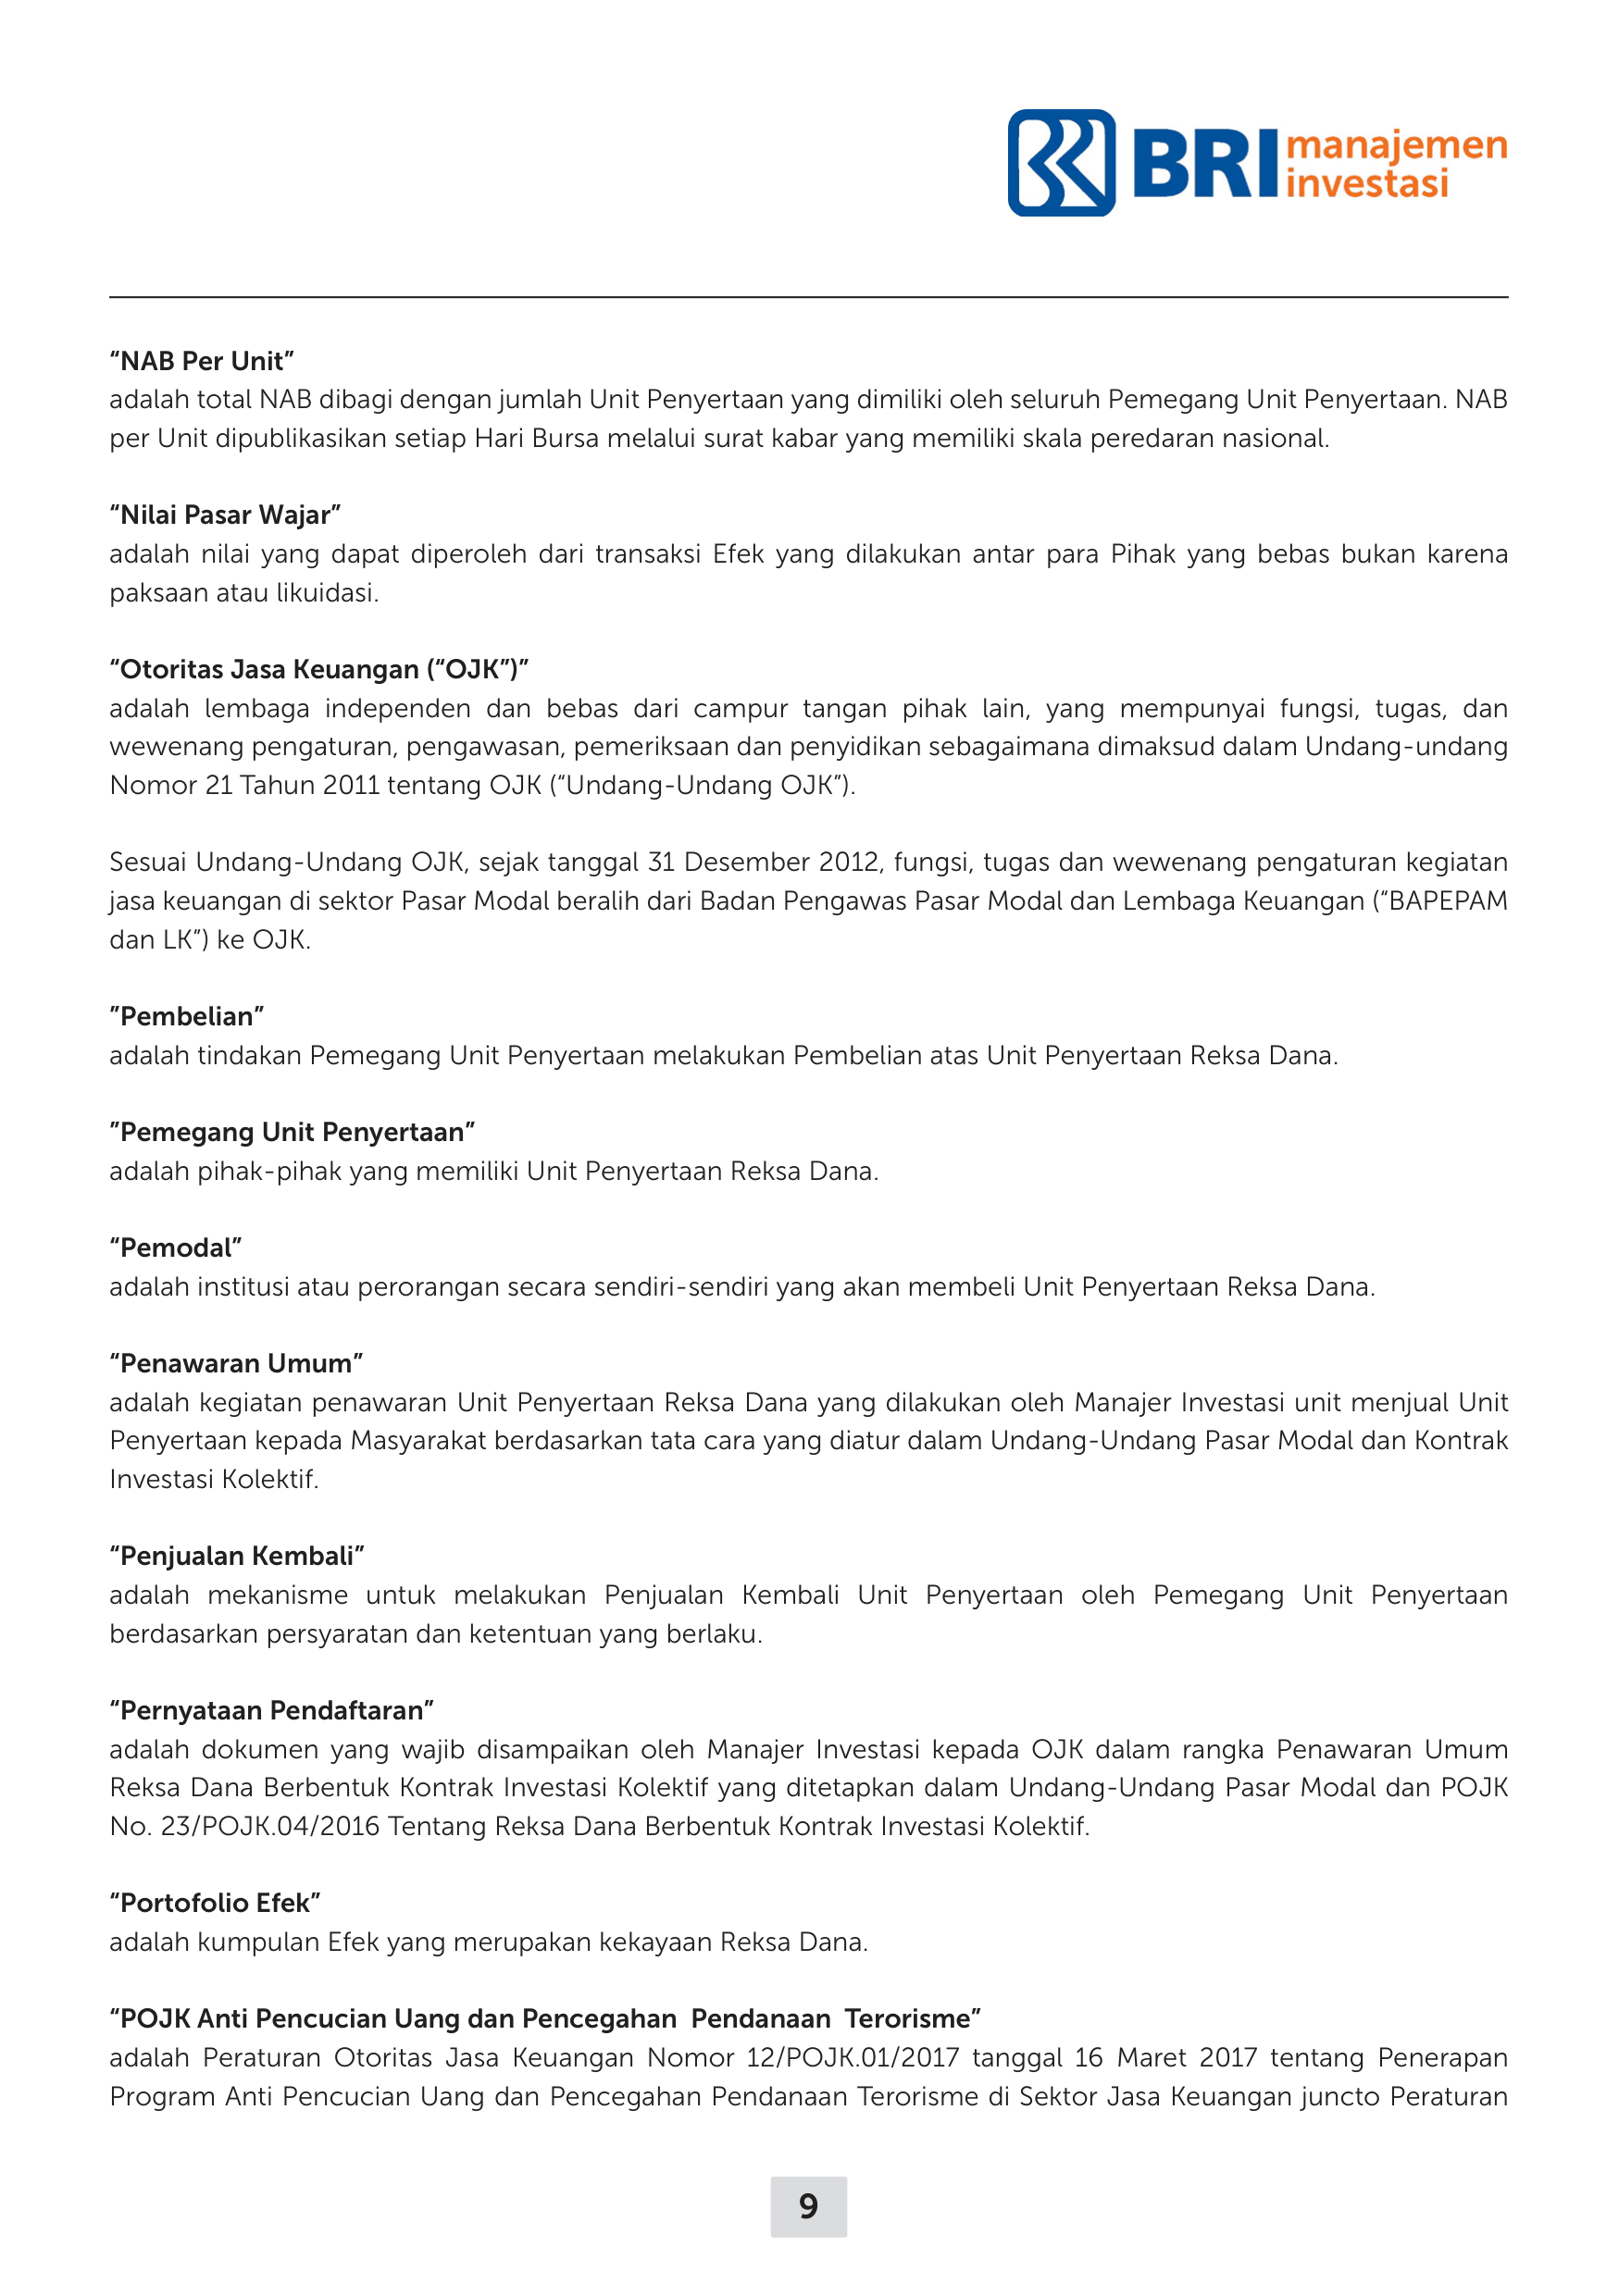 BRI manajemen
investasi
“NAB Per Unit”
adalah total NAB dibagi dengan jumlah Unit Penyertaan yang dimiliki oleh seluruh Pemegang Unit Penyertaan. NAB
per Unit dipublikasikan setiap Hari Bursa melalui surat kabar yang memiliki skala peredaran nasional.
“Nilai Pasar Wajar”
adalah nilai yang dapat diperoleh dari transaksi Efek yang dilakukan antar para Pihak yang bebas bukan karena
paksaan atau likuidasi.
“Otoritas Jasa Keuangan (“OJK”)”
adalah lembaga independen dan bebas dari campur tangan pihak lain, yang mempunyai fungsi, tugas, dan
wewenang pengaturan, pengawasan, pemeriksaan dan penyidikan sebagaimana dimaksud dalam Undang-undang
Nomor 21 Tahun 2011 tentang OJK (“Undang-Undang OJK”).
Sesuai Undang-Undang OJK, sejak tanggal 31 Desember 2012, fungsi, tugas dan wewenang pengaturan kegiatan
jasa keuangan di sektor Pasar Modal beralih dari Badan Pengawas Pasar Modal dan Lembaga Keuangan (“BAPEPAM
dan LK”) ke OJK.
”Pembelian”
adalah tindakan Pemegang Unit Penyertaan melakukan Pembelian atas Unit Penyertaan Reksa Dana.
”Pemegang Unit Penyertaan”
adalah pihak-pihak yang memiliki Unit Penyertaan Reksa Dana.
“Pemodal”
adalah institusi atau perorangan secara sendiri-sendiri yang akan membeli Unit Penyertaan Reksa Dana.
“Penawaran Umum”
adalah kegiatan penawaran Unit Penyertaan Reksa Dana yang dilakukan oleh Manajer Investasi unit menjual Unit
Penyertaan kepada Masyarakat berdasarkan tata cara yang diatur dalam Undang-Undang Pasar Modal dan Kontrak
Investasi Kolektif.
“Penjualan Kembali”
adalah mekanisme untuk melakukan Penjualan Kembali Unit Penyertaan oleh Pemegang Unit Penyertaan
berdasarkan persyaratan dan ketentuan yang berlaku.
“Pernyataan Pendaftaran”
adalah dokumen yang wajib disampaikan oleh Manajer Investasi kepada OJK dalam rangka Penawaran Umum
Reksa Dana Berbentuk Kontrak Investasi Kolektif yang ditetapkan dalam Undang-Undang Pasar Modal dan POJK
No. 23/POJK.04/2016 Tentang Reksa Dana Berbentuk Kontrak Investasi Kolektif.
“Portofolio Efek”
adalah kumpulan Efek yang merupakan kekayaan Reksa Dana.
“POJK Anti Pencucian Uang dan Pencegahan Pendanaan Terorisme”
adalah Peraturan Otoritas Jasa Keuangan Nomor 12/POJK.01/2017 tanggal 16 Maret 2017 tentang Penerapan
Program Anti Pencucian Uang dan Pencegahan Pendanaan Terorisme di Sektor Jasa Keuangan juncto Peraturan
9